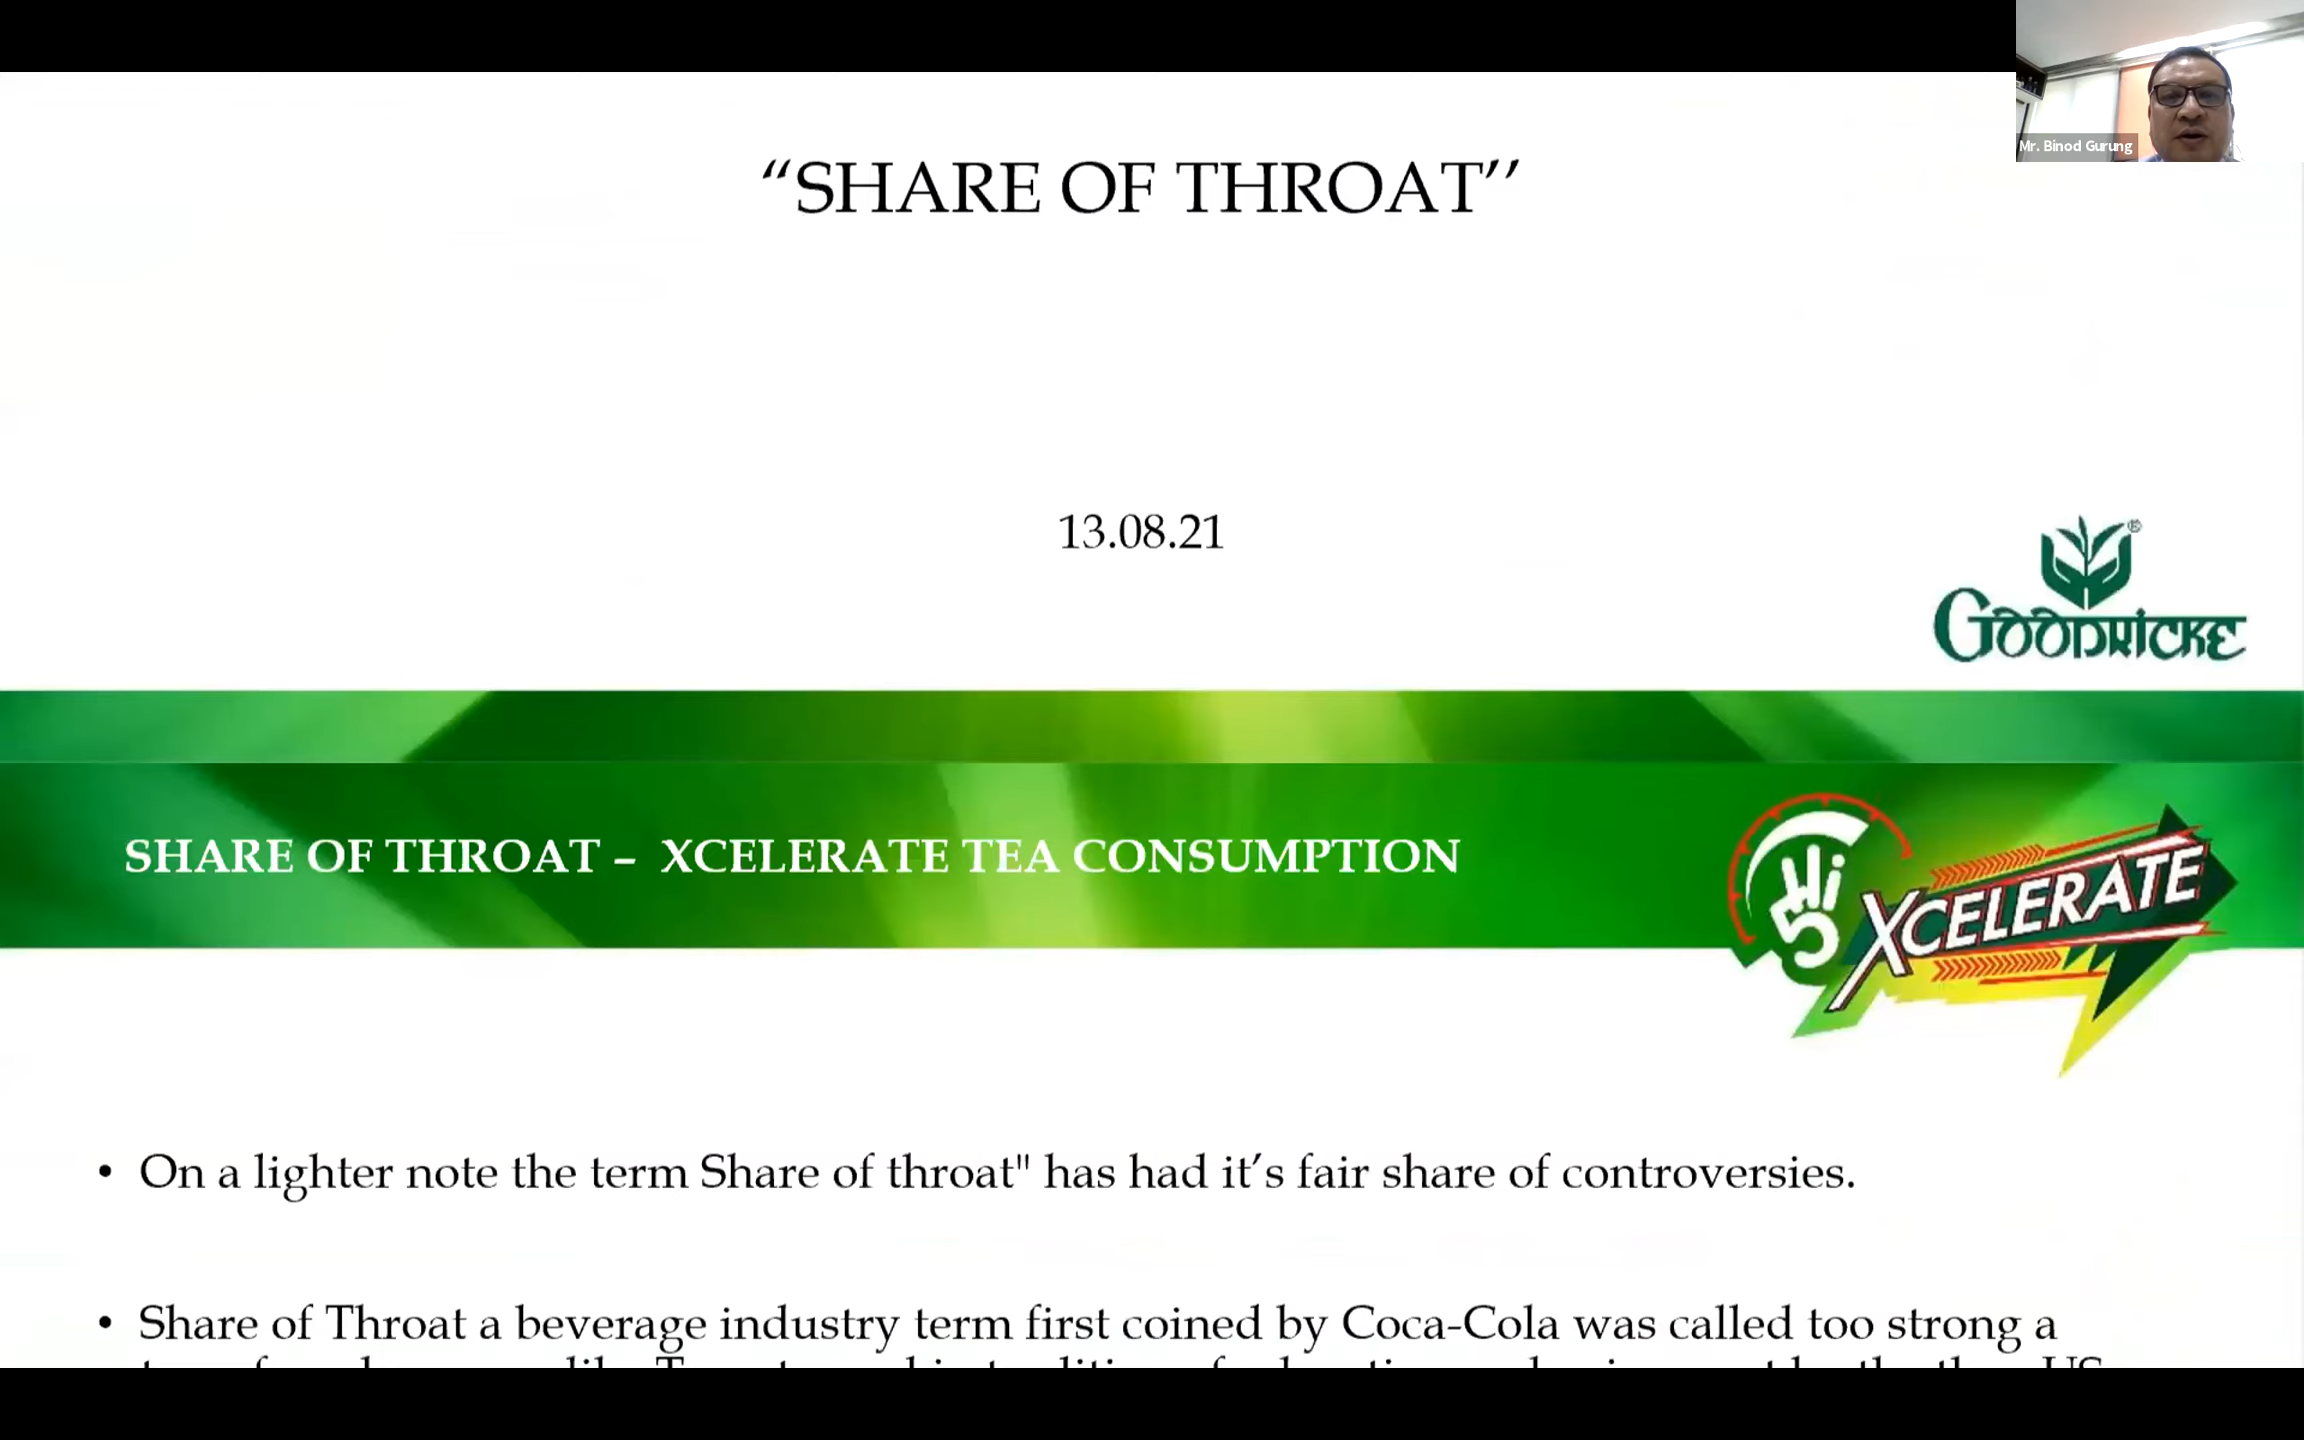 Mr. Binod Gurung
“SHARE OF THROAT’’
13.08.21
GOODRICKE
SHARE OF THROAT – XCELERATE TEA CONSUMPTION
Hi
5 XCELERATE
• On a lighter note the term Share of throat" has had it’s fair share of controversies.
• Share of Throat a beverage industry term first coined by Coca-Cola was called too strong a